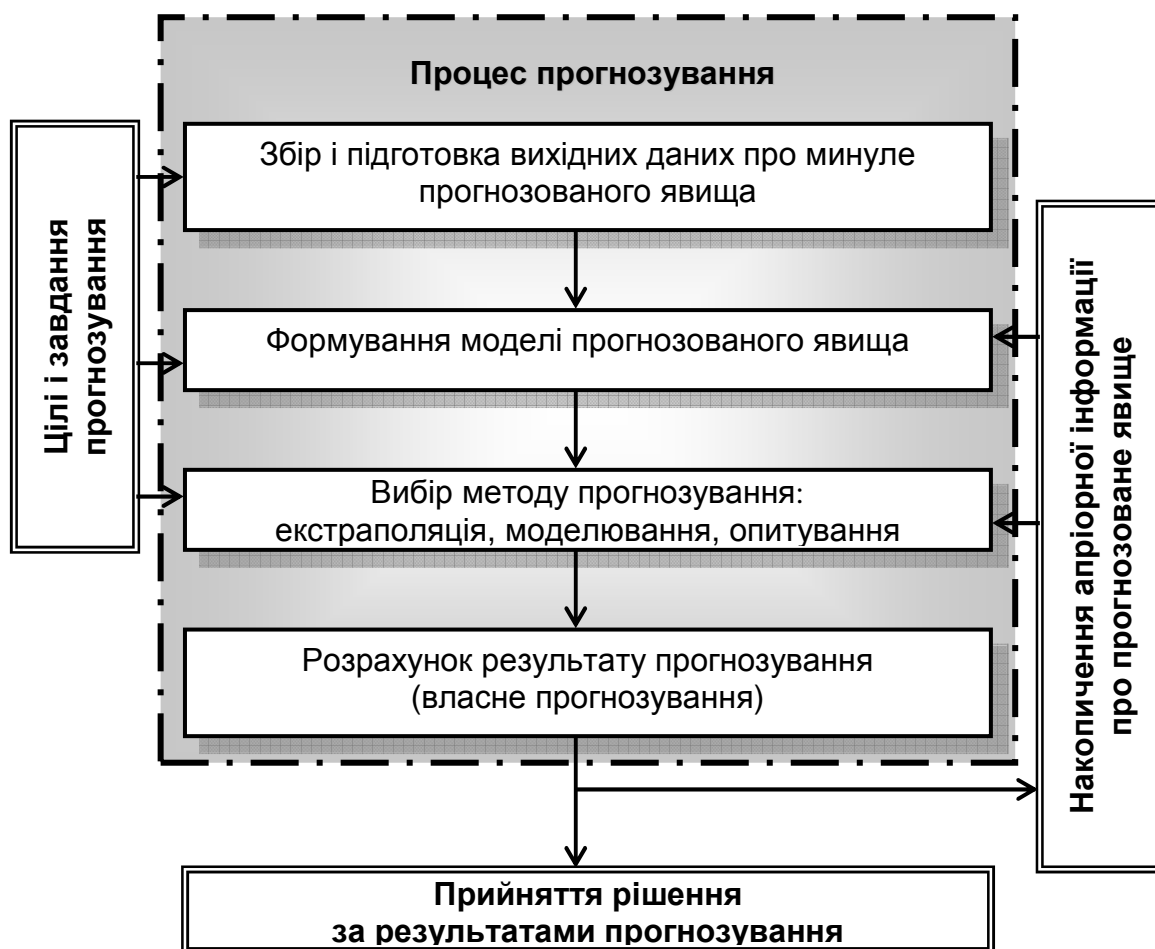 Процес прогнозування
Цілі і завдання
прогнозування
Збір і підготовка вихідних даних про минуле
прогнозованого явища
Формування моделі прогнозованого явища
Вибір методу прогнозування:
екстраполяція, моделювання, опитування
Розрахунок результату прогнозування
(власне прогнозування)
Накопичення апріорної інформації
про прогнозоване явище
Прийняття рішення
за результатами прогнозування